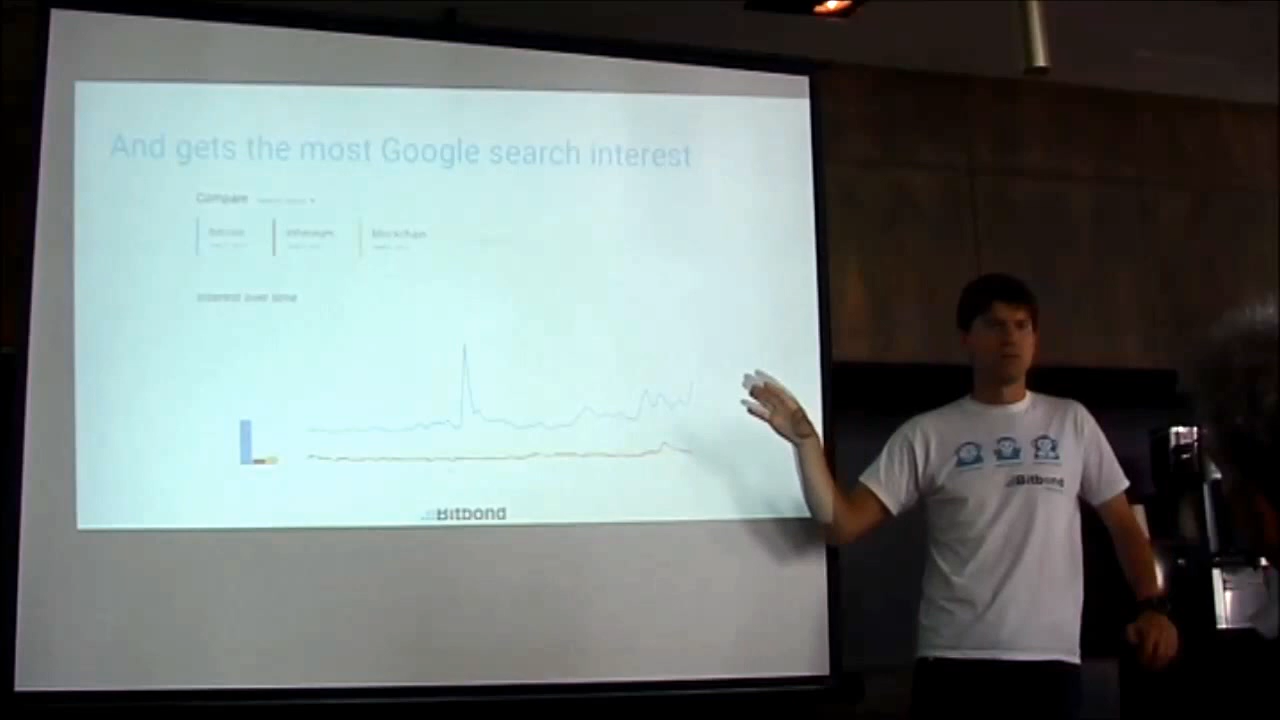 And gets the most Google search interest
Compare
bitcoin ethereum blockchain
Interest over time
Bitbond
Bitbond